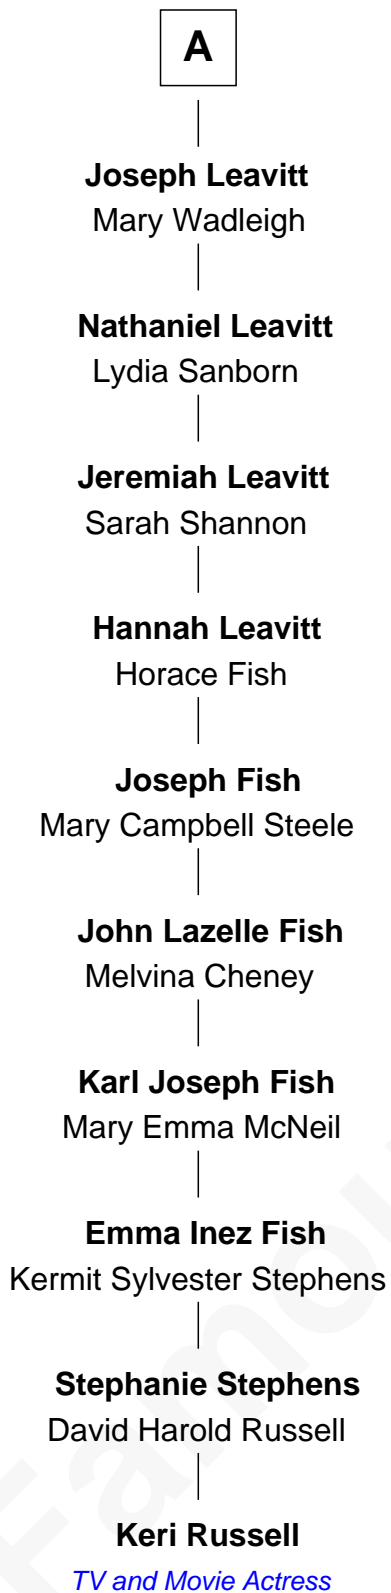 A
Joseph Leavitt
Mary Wadleigh
Nathaniel Leavitt
Lydia Sanborn
Jeremiah Leavitt
Sarah Shannon
Hannah Leavitt
Horace Fish
Joseph Fish
Mary Campbell Steele
John Lazelle Fish
Melvina Cheney
Karl Joseph Fish
Mary Emma McNeil
Emma Inez Fish
Kermit Sylvester Stephens
Stephanie Stephens
David Harold Russell
Keri Russell
TV and Movie Actress